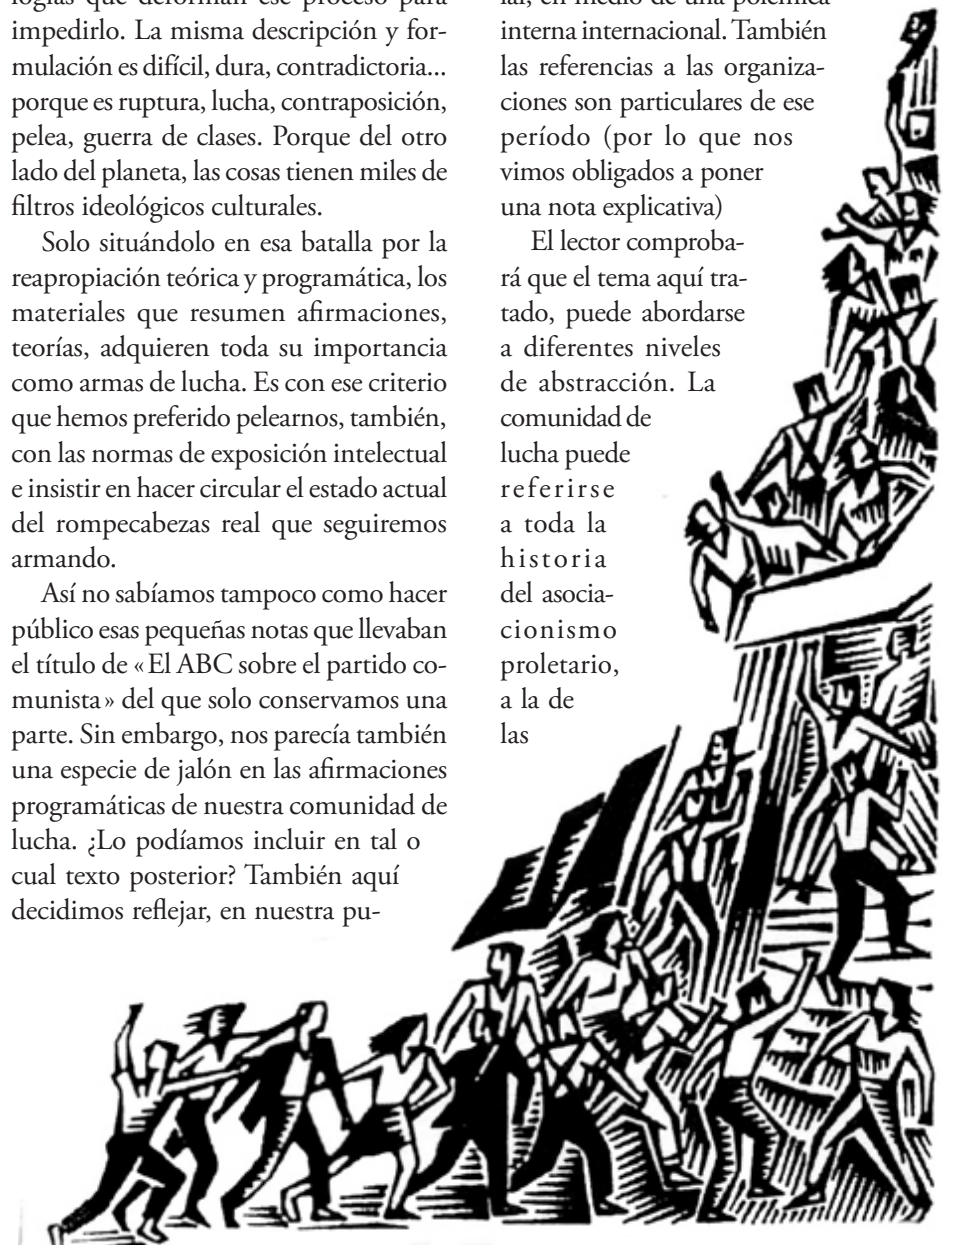 logías que deforman ese proceso para
impedirlo. La misma descripción y for-
mulación es difícil, dura, contradictoria...
porque es ruptura, lucha, contraposición,
pelea, guerra de clases. Porque del otro
lado del planeta, las cosas tienen miles de
filtros ideológicos culturales.
Solo situándolo en esa batalla por la
reapropiación teórica y programática, los
materiales que resumen afirmaciones,
teorías, adquieren toda su importancia
como armas de lucha. Es con ese criterio
que hemos preferido pelearnos, también,
con las normas de exposición intelectual
e insistir en hacer circular el estado actual
del rompecabezas real que seguiremos
armando.
Así no sabíamos tampoco como hacer
público esas pequeñas notas que llevaban
el título de «El ABC sobre el partido co-
munista» del que solo conservamos una
parte. Sin embargo, nos parecía también
una especie de jalón en las afirmaciones
programáticas de nuestra comunidad de
lucha. ¿Lo podíamos incluir en tal o
cual texto posterior? También aquí
decidimos reflejar, en nuestra pu-
lar, en medio de una polémica
interna internacional. También
las referencias a las organiza-
ciones son particulares de ese
período (por lo que nos
vimos obligados a poner
una nota explicativa)
El lector comproba-
rá que el tema aquí tra-
tado, puede abordarse
a diferentes niveles
de abstracción. La
comunidad de
lucha puede
referirse
a toda la
historia
del asocia-
cionismo
proletario,
a la de
las